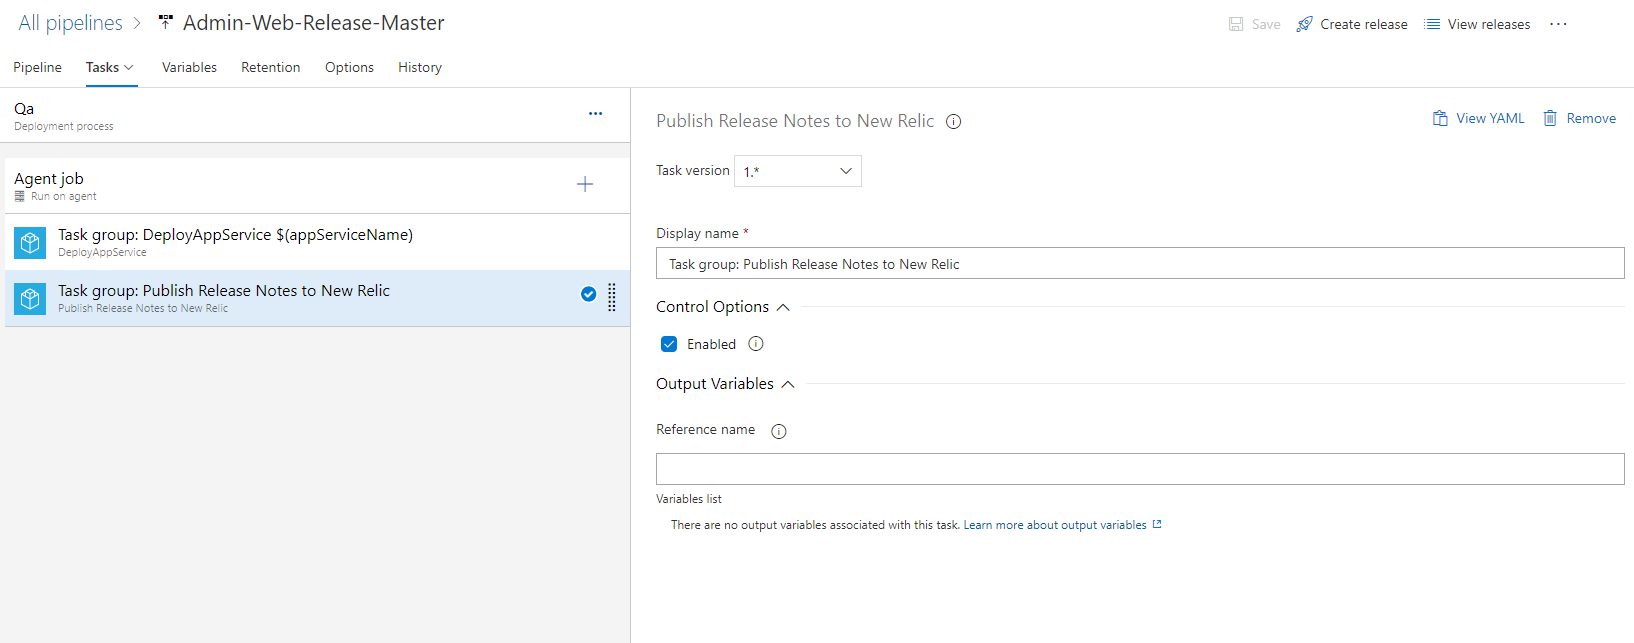 All pipelines > Admin-Web-Release-Master
Save Create release View releases ...
Pipeline Tasks Variables Retention Options History
Qa
Deployment process
...
Agent job
Run on agent
Task group: DeployAppService $(appServiceName)
DeployAppService
Task group: Publish Release Notes to New Relic
Publish Release Notes to New Relic
Publish Release Notes to New Relic
View YAML Remove
Task version 1.*
Display name *
Task group: Publish Release Notes to New Relic
Control Options
Enabled
Output Variables
Reference name
Variables list
There are no output variables associated with this task. Learn more about output variables